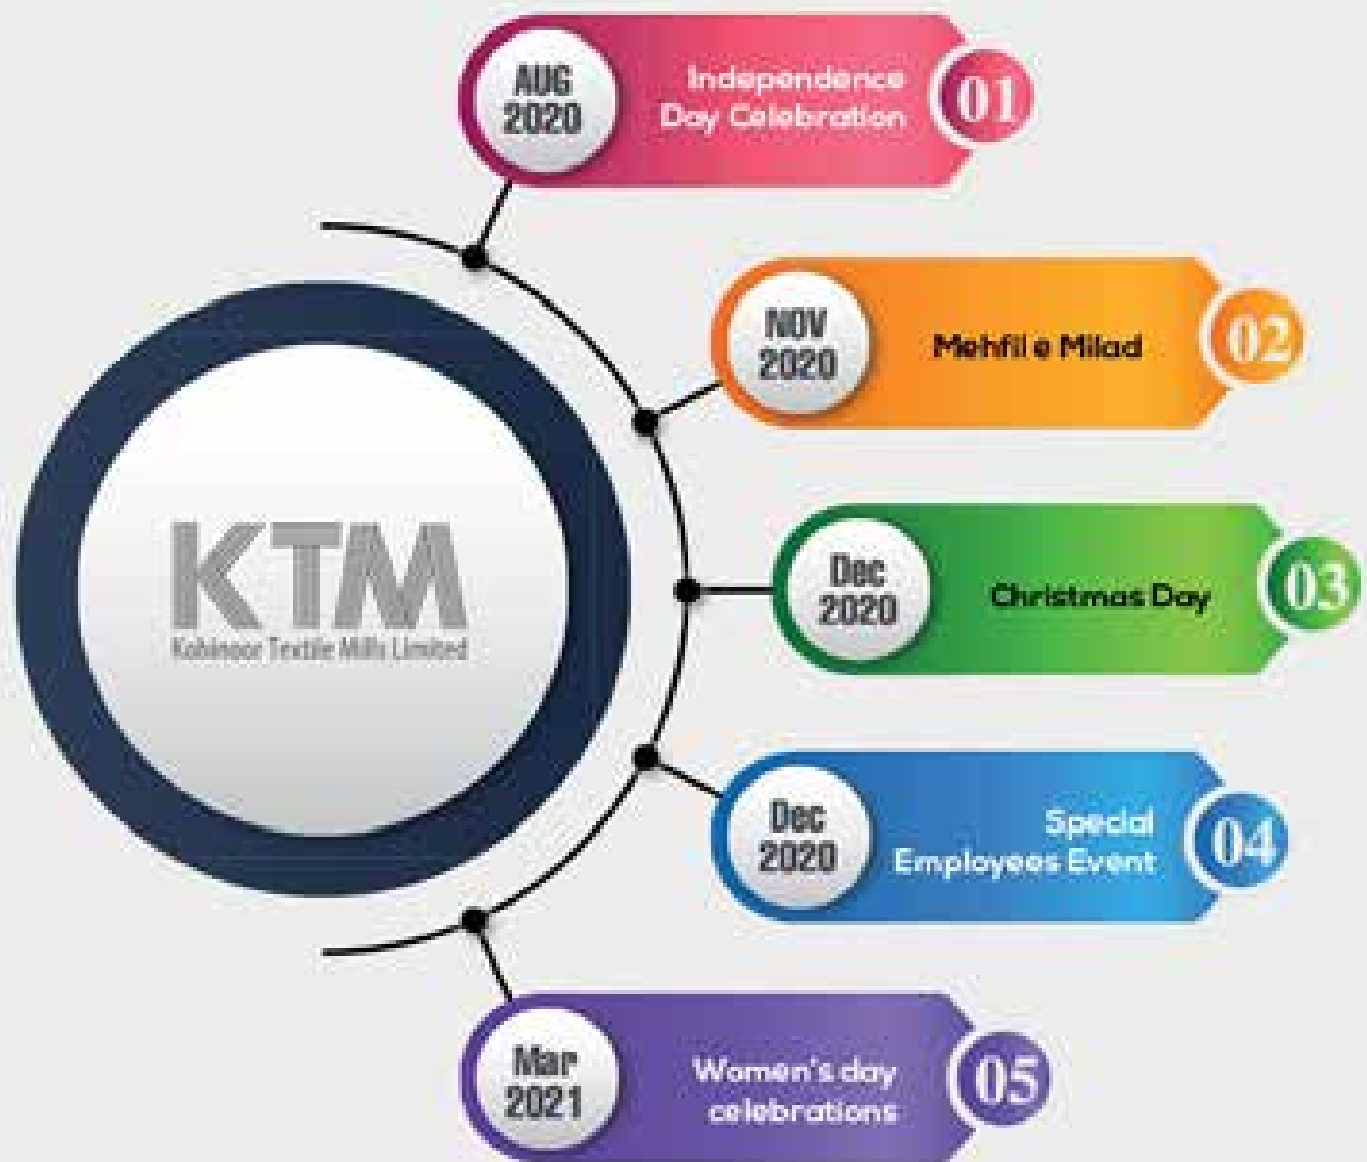 AUG
2020
Independence
Day Celebration
01
NOV
2020
Mehfil e Milad
02
Dec
2020
Christmas Day
03
KTM
Kohinoor Textile Mills Limited
Dec
2020
Special
Employees Event
04
Mar
2021
Women's day
celebrations
05